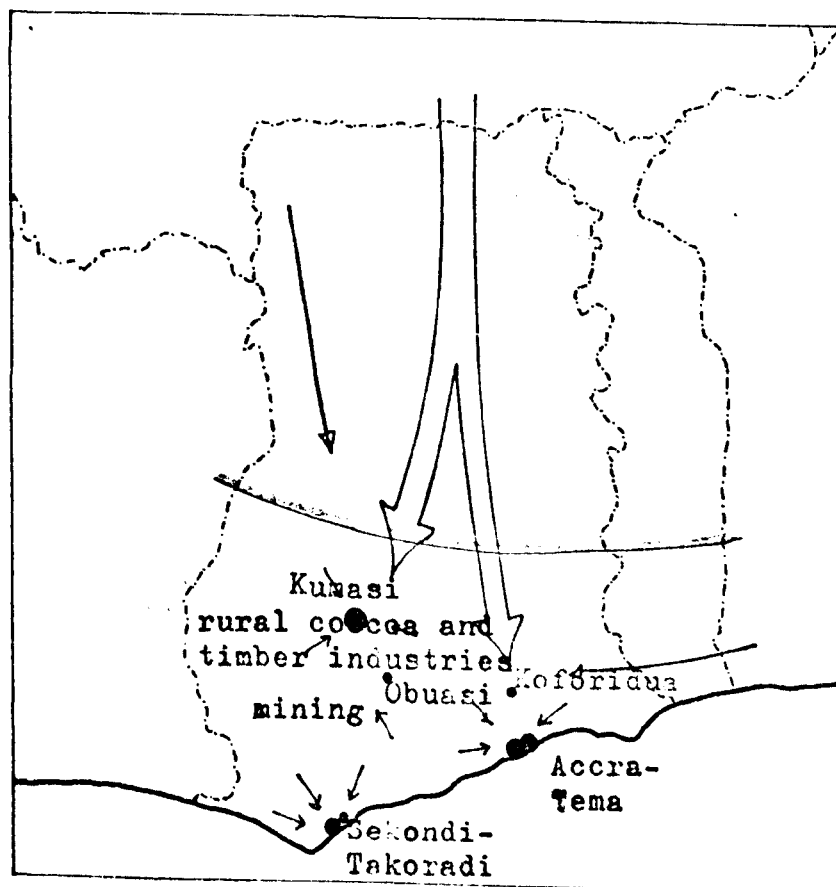 Kumasi
rural cocoa and
timber industries
Obuasi
Koforidua
mining
Accra-
Tema
Sekondi-
Takoradi